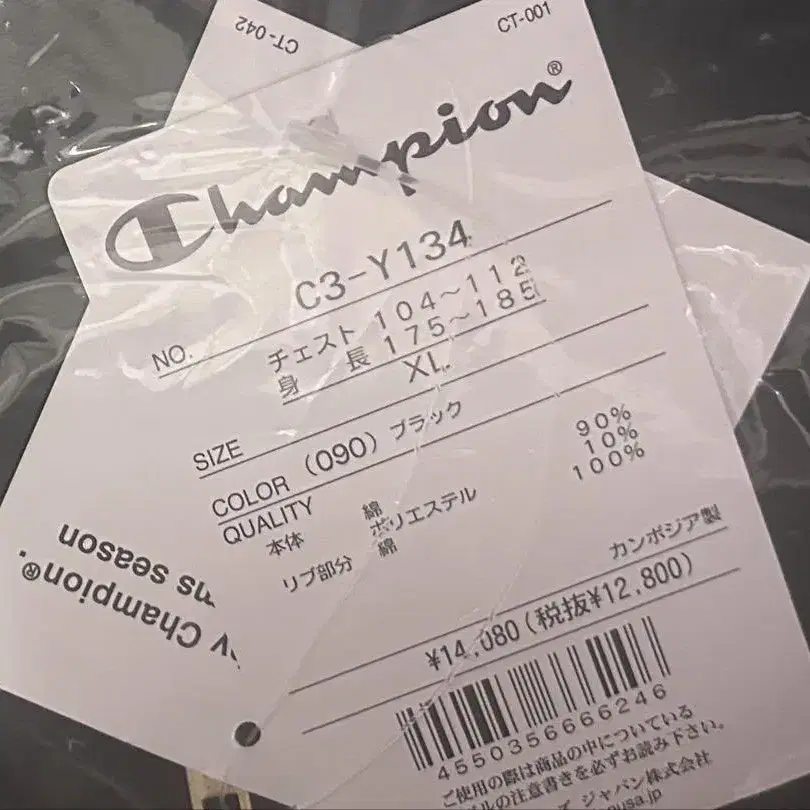 CT-042
CT-001
Champion®
NO. C3-Y134
チェスト 104~112
身長 175~185
SIZE XL
COLOR (090) ブラック
QUALITY
本体 綿 90%
ポリエステル 10%
リブ部分 綿 100%
カンボジア製
¥14,080(税抜¥12,800)
4550356666246
ご使用の際は商品の中についている
ルの注意書きを必ずお読み下さい。
ジャパン株式会社
sa.jp
Champion®.
season